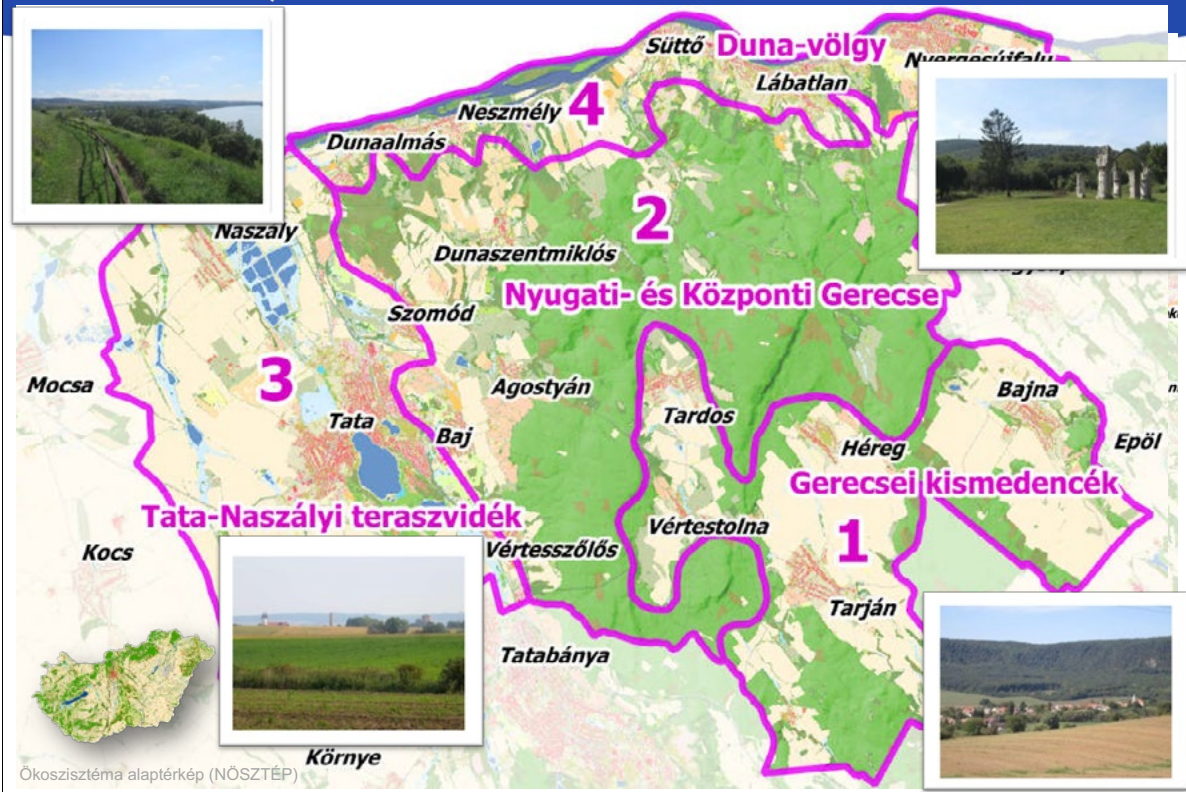 Süttő
Duna-völgy
Nyergesújfalu
Lábatlan
Neszmély
4
Dunaalmás
2
Naszály
Dunaszentmiklós
Nyugati- és Központi Gerecse
Szomód
3
Mocsa
Agostyán
Bajna
Tardos
Tata
Baj
Epöl
Héreg
Gerecsei kismedencék
Tata-Naszályi teraszvidék
Vértestolna
1
Kocs
Vértesszőlős
Tarján
Tatabánya
Környe
Ökoszisztéma alaptérkép (NÖSZTÉP)